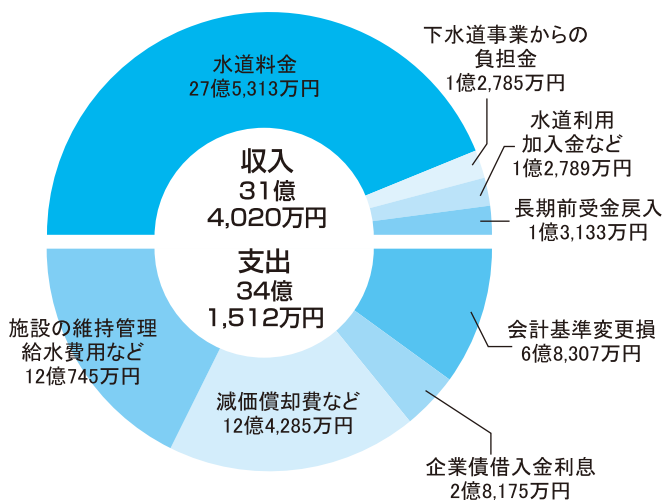 水道料金
27億5,313万円
下水道事業からの
負担金
1億2,785万円
水道利用
加入金など
1億2,789万円
長期前受金戻入
1億3,133万円
収入
31億
4,020万円
支出
34億
1,512万円
施設の維持管理
給水費用など
12億745万円
減価償却費など
12億4,285万円
企業債借入金利息
2億8,175万円
会計基準変更損
6億8,307万円